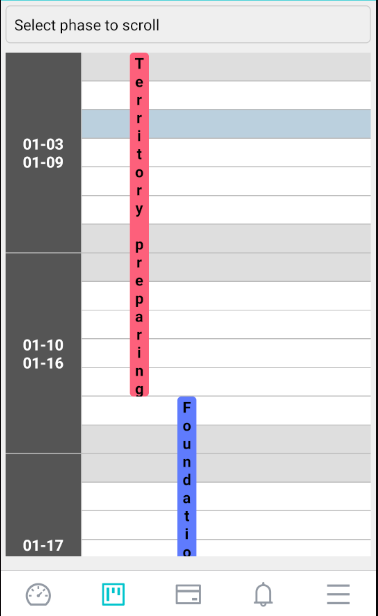 Select phase to scroll
01-03
01-09
Territory preparing
01-10
01-16
Foundatio
01-17